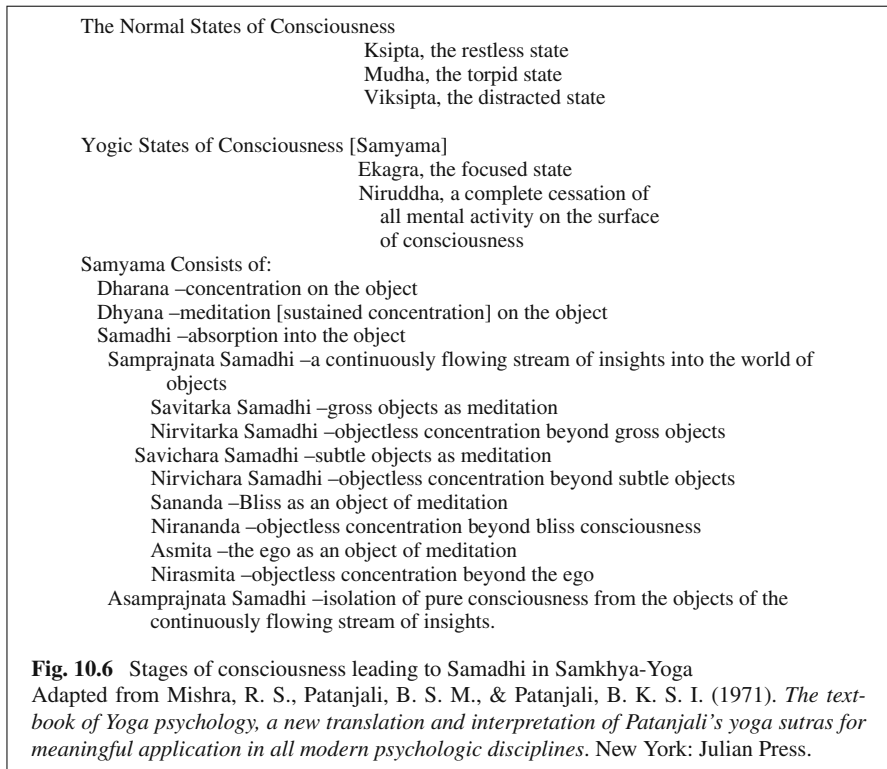 The Normal States of Consciousness
Ksipta, the restless state
Mudha, the torpid state
Viksipta, the distracted state
Yogic States of Consciousness [Samyama]
Ekagra, the focused state
Niruddha, a complete cessation of
all mental activity on the surface
of consciousness
Samyama Consists of:
Dharana –concentration on the object
Dhyana –meditation [sustained concentration] on the object
Samadhi –absorption into the object
Samprajnata Samadhi –a continuously flowing stream of insights into the world of
objects
Savitarka Samadhi –gross objects as meditation
Nirvitarka Samadhi –objectless concentration beyond gross objects
Savichara Samadhi –subtle objects as meditation
Nirvichara Samadhi –objectless concentration beyond subtle objects
Sananda –Bliss as an object of meditation
Nirananda –objectless concentration beyond bliss consciousness
Asmita –the ego as an object of meditation
Nirasmita –objectless concentration beyond the ego
Asamprajnata Samadhi –isolation of pure consciousness from the objects of the
continuously flowing stream of insights.
Fig. 10.6 Stages of consciousness leading to Samadhi in Samkhya-Yoga
Adapted from Mishra, R. S., Patanjali, B. S. M., & Patanjali, B. K. S. I. (1971). The text-
book of Yoga psychology, a new translation and interpretation of Patanjali's yoga sutras for
meaningful application in all modern psychologic disciplines. New York: Julian Press.